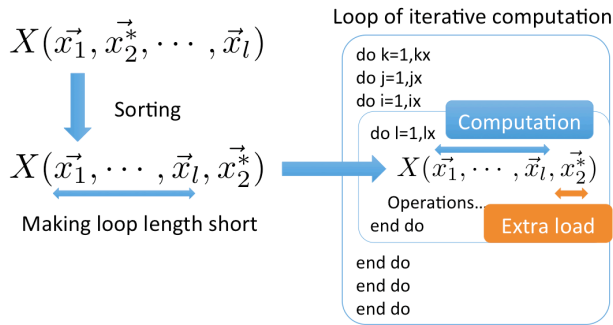 X(x⃗₁, x⃗₂*, ⋯, x⃗ₗ)
Sorting
X(x⃗₁, ⋯, x⃗ₗ, x⃗₂*)
Making loop length short
Loop of iterative computation
do k=1,kx
do j=1,jx
do i=1,ix
do l=1,lx
Computation
X(x⃗₁, ⋯, x⃗ₗ, x⃗₂*)
Operations...
Extra load
end do
end do
end do
end do